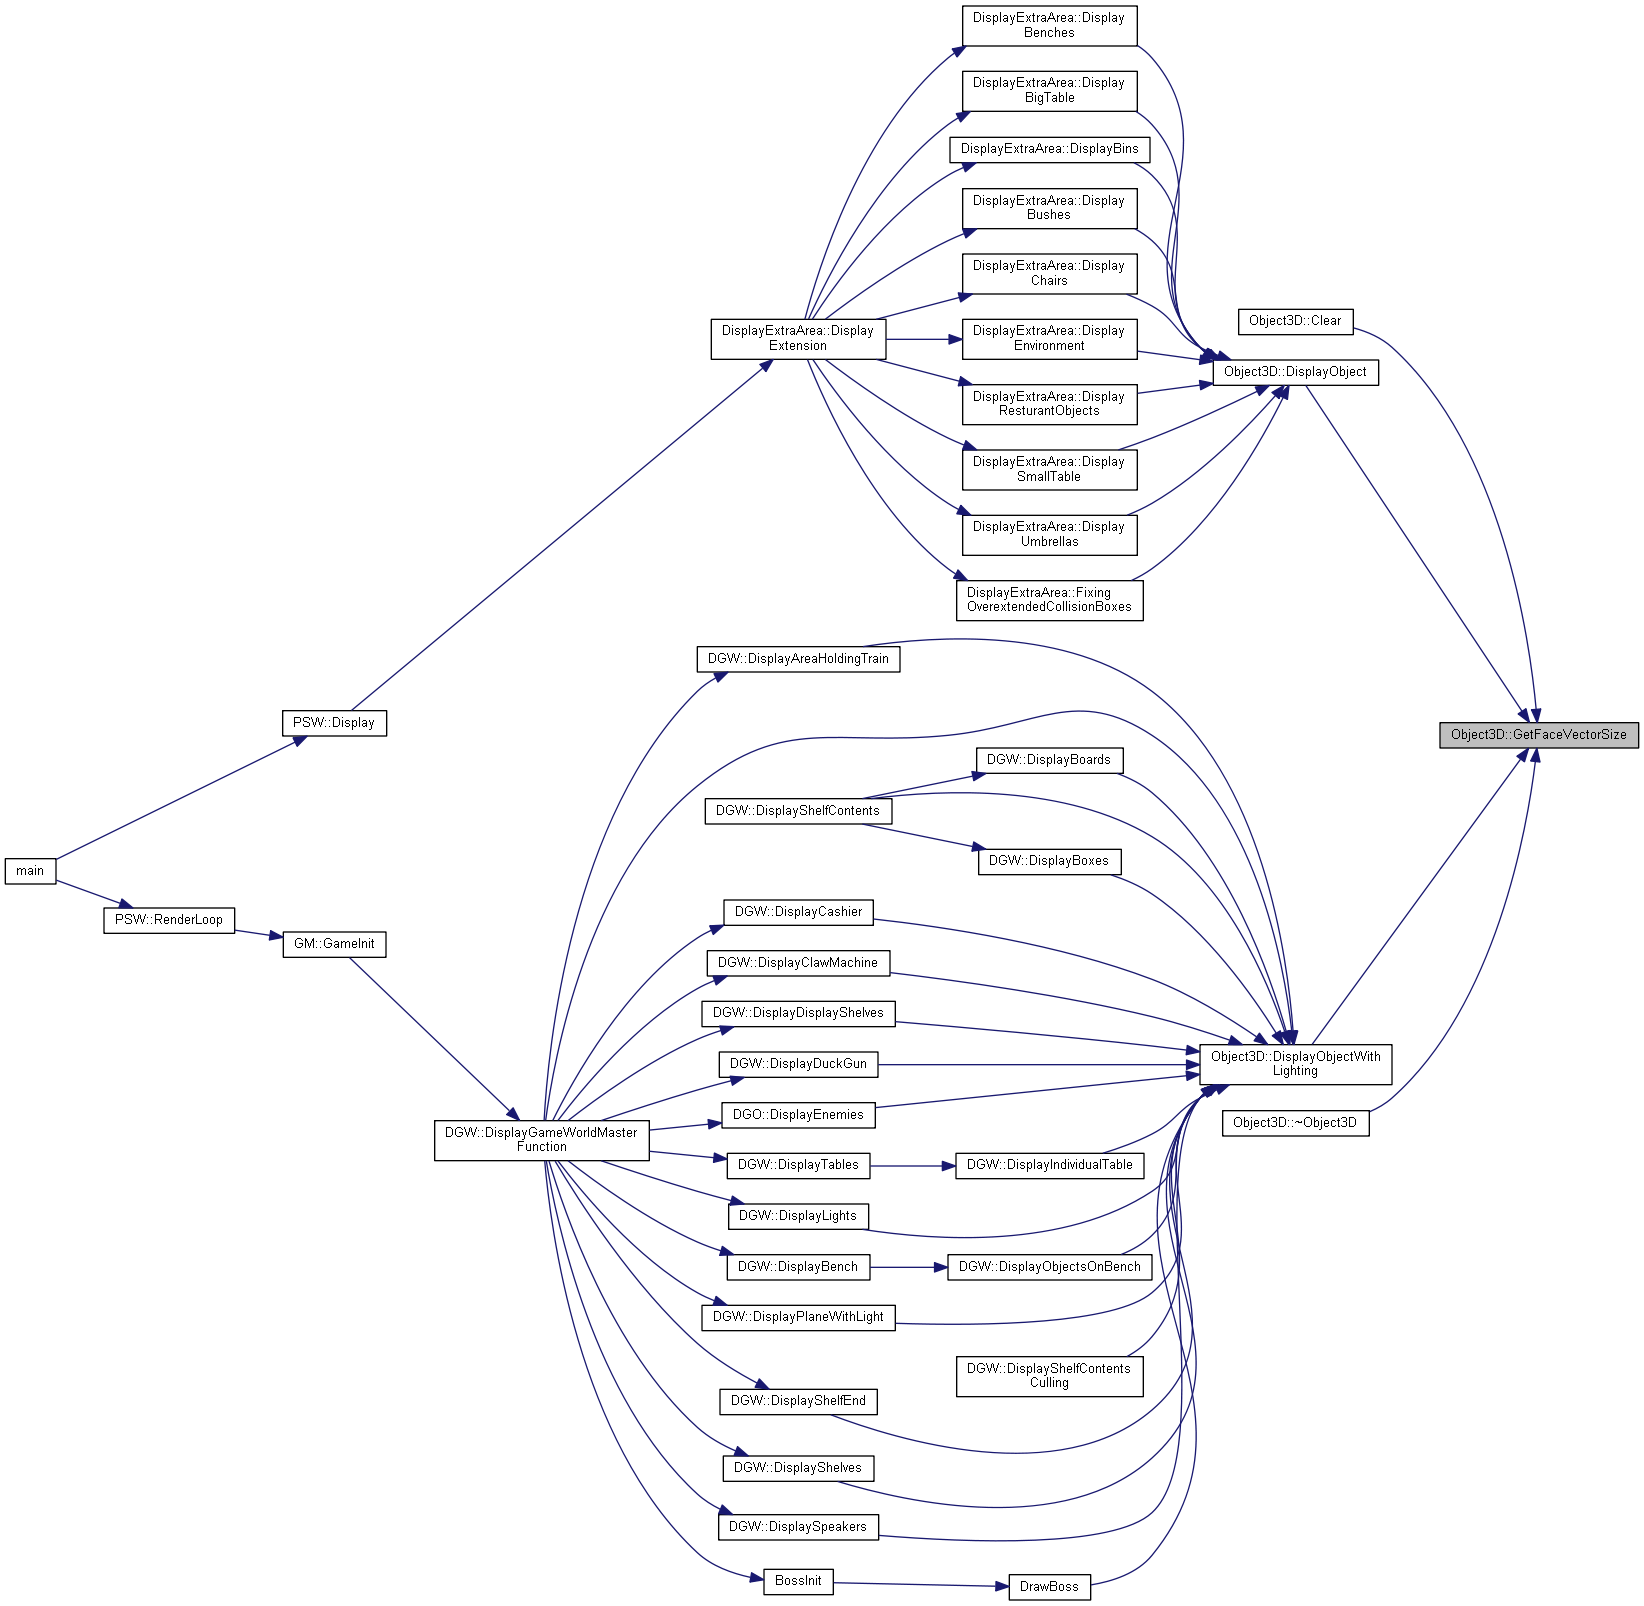 DisplayExtraArea::Display
Benches
DisplayExtraArea::Display
BigTable
DisplayExtraArea::DisplayBins
DisplayExtraArea::Display
Bushes
DisplayExtraArea::Display
Chairs
DisplayExtraArea::Display
Extension
DisplayExtraArea::Display
Environment
Object3D::Clear
Object3D::DisplayObject
DisplayExtraArea::Display
ResturantObjects
DisplayExtraArea::Display
SmallTable
DisplayExtraArea::Display
Umbrellas
DisplayExtraArea::Fixing
OverextendedCollisionBoxes
DGW::DisplayAreaHoldingTrain
PSW::Display
Object3D::GetFaceVectorSize
DGW::DisplayBoards
DGW::DisplayShelfContents
DGW::DisplayBoxes
main
PSW::RenderLoop
GM::GameInit
DGW::DisplayCashier
DGW::DisplayClawMachine
DGW::DisplayDisplayShelves
DGW::DisplayDuckGun
Object3D::DisplayObjectWith
Lighting
DGO::DisplayEnemies
Object3D::~Object3D
DGW::DisplayGameWorldMaster
Function
DGW::DisplayTables
DGW::DisplayIndividualTable
DGW::DisplayLights
DGW::DisplayBench
DGW::DisplayObjectsOnBench
DGW::DisplayPlaneWithLight
DGW::DisplayShelfContents
Culling
DGW::DisplayShelfEnd
DGW::DisplayShelves
DGW::DisplaySpeakers
BossInit
DrawBoss